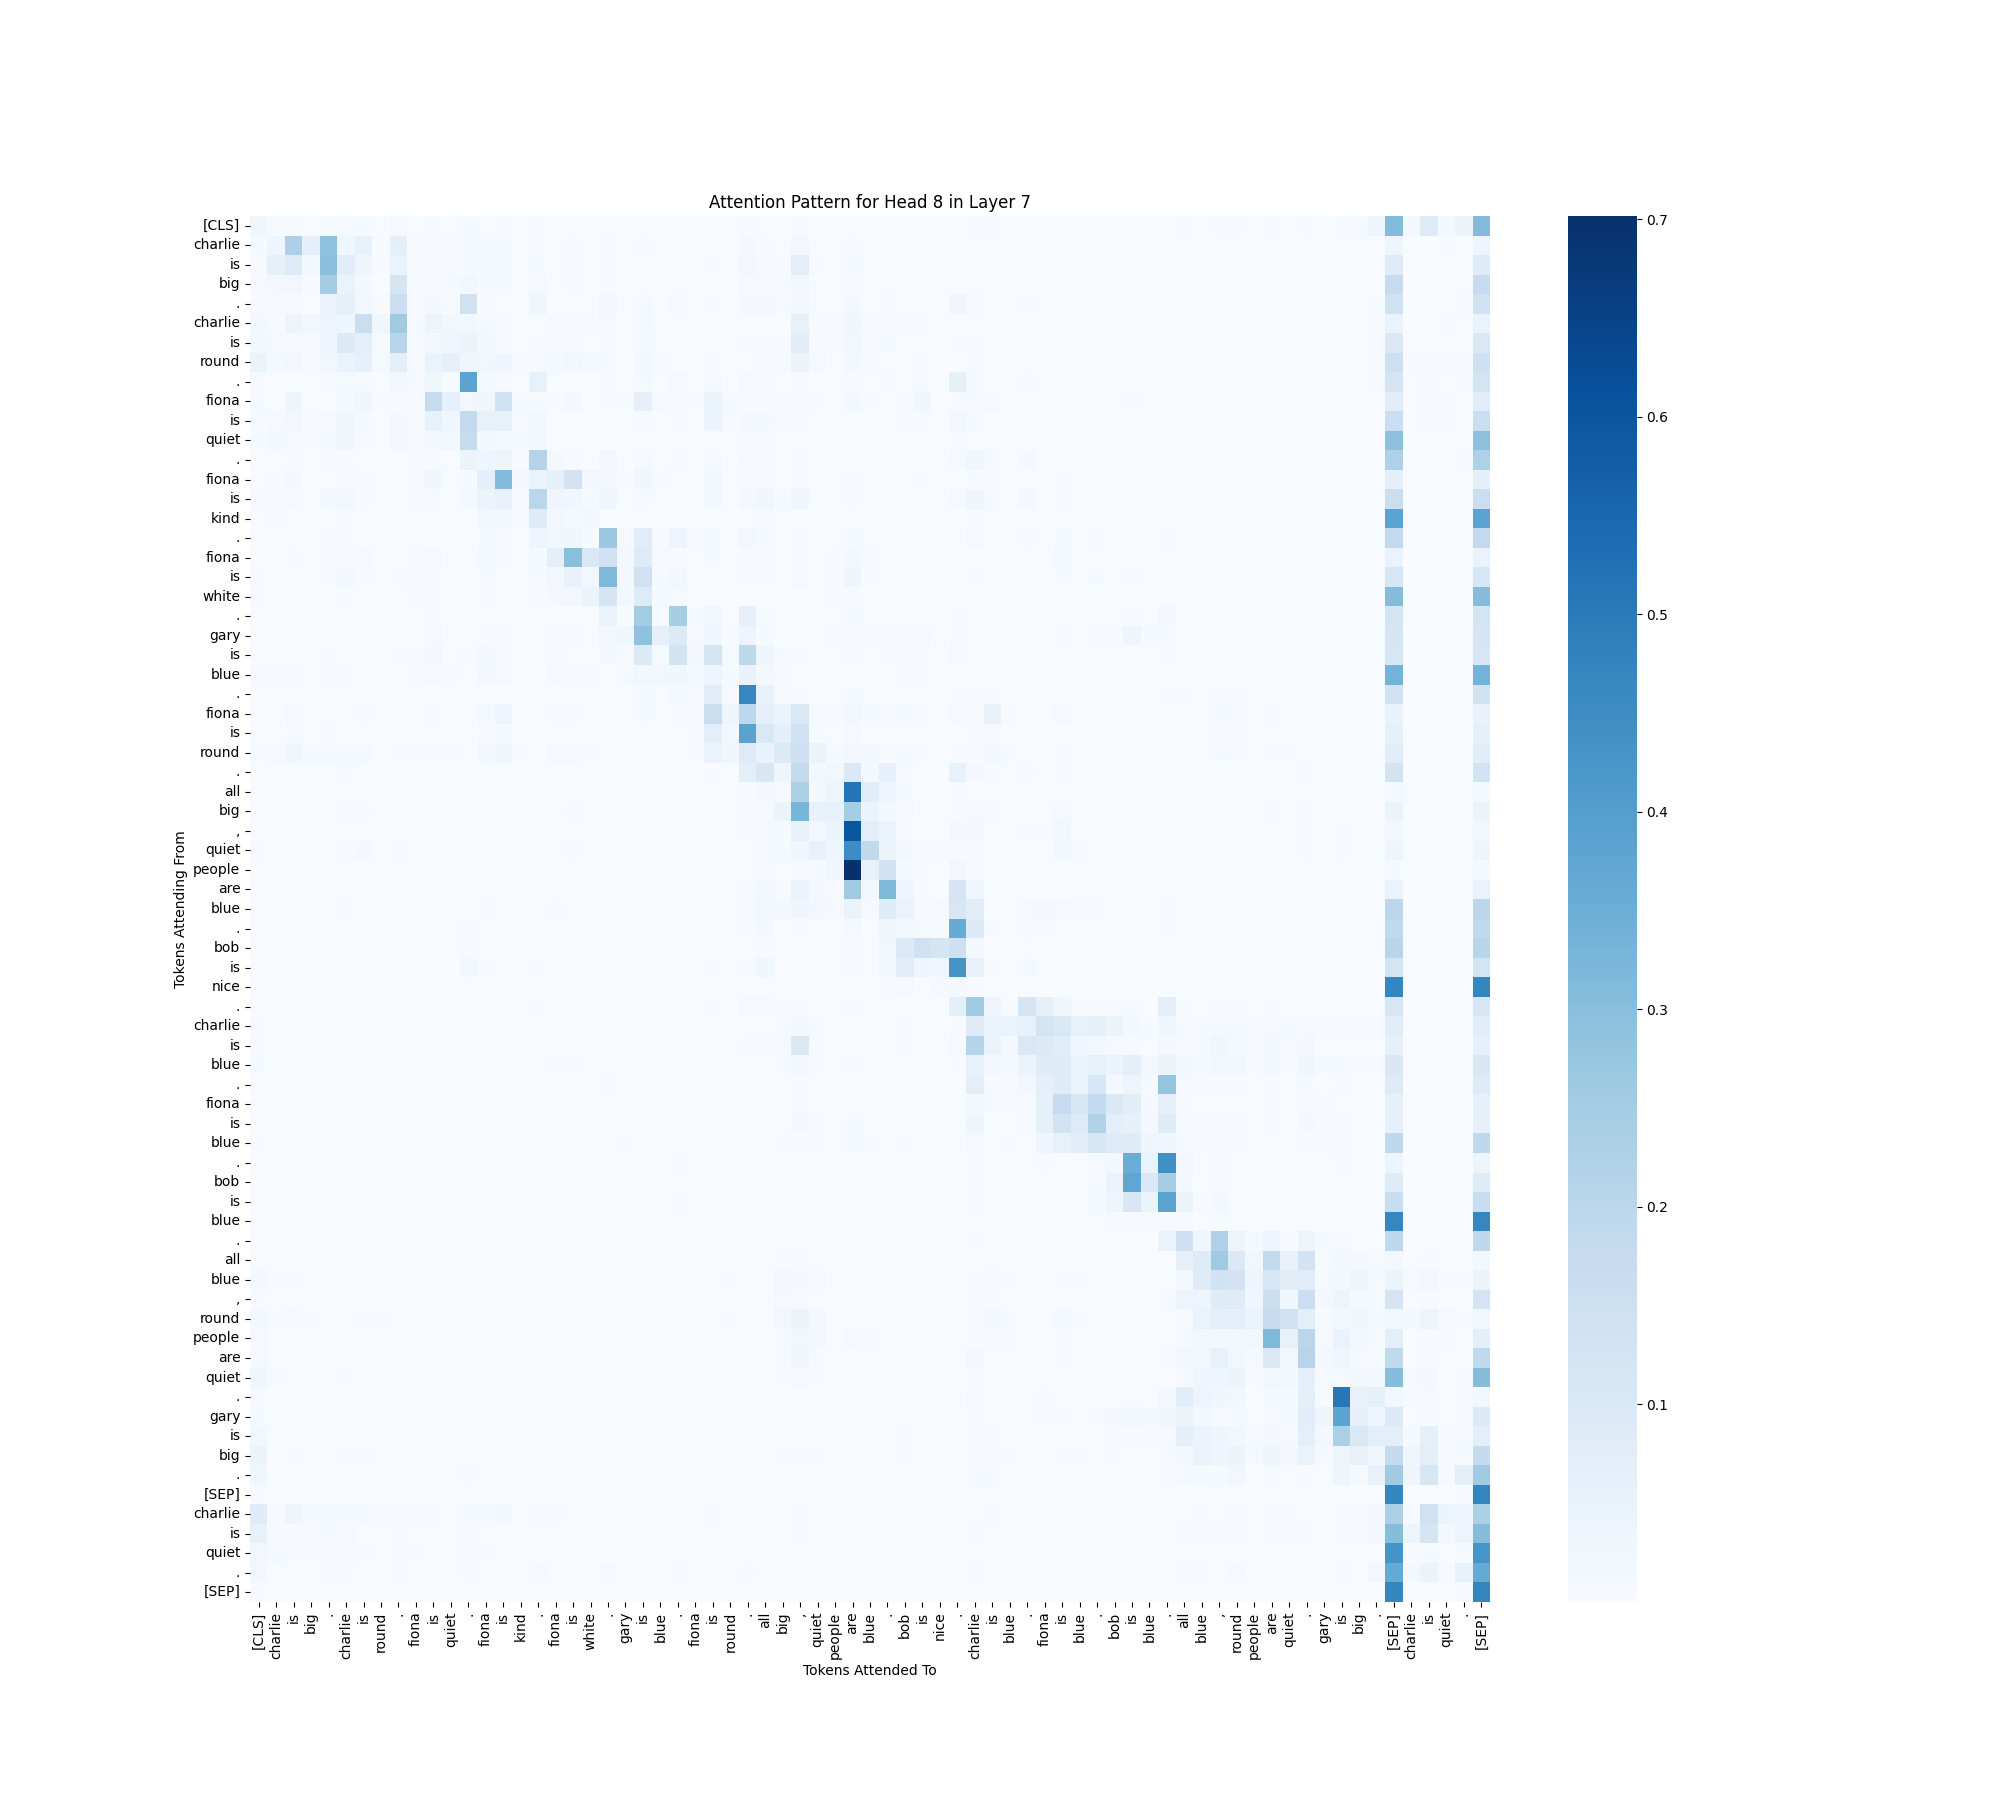 Attention Pattern for Head 8 in Layer 7
Tokens Attending From
[CLS]
charlie
is
big
.
charlie
is
round
.
fiona
is
quiet
.
fiona
is
kind
.
fiona
is
white
.
gary
is
blue
.
fiona
is
round
.
all
big
,
quiet
people
are
blue
.
bob
is
nice
.
charlie
is
blue
.
fiona
is
blue
.
bob
is
blue
.
all
blue
,
round
people
are
quiet
.
gary
is
big
.
[SEP]
charlie
is
quiet
.
[SEP]
[CLS]
charlie
is
big
.
charlie
is
round
.
fiona
is
quiet
.
fiona
is
kind
.
fiona
is
white
.
gary
is
blue
.
fiona
is
round
.
all
big
,
quiet
people
are
blue
.
bob
is
nice
.
charlie
is
blue
.
fiona
is
blue
.
bob
is
blue
.
all
blue
,
round
people
are
quiet
.
gary
is
big
.
[SEP]
charlie
is
quiet
.
[SEP]
Tokens Attended To
0.7
0.6
0.5
0.4
0.3
0.2
0.1